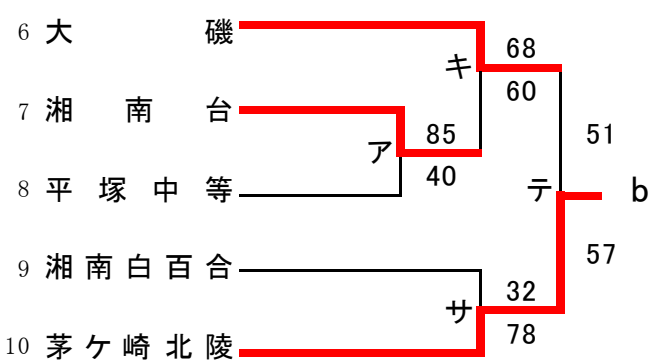 6 大 磯
68
キ
60
7 湘 南 台
85
51
ア
40
8 平 塚 中 等
テ b
57
9 湘 南 白 百 合
32
サ
78
10 茅 ケ 崎 北 陵